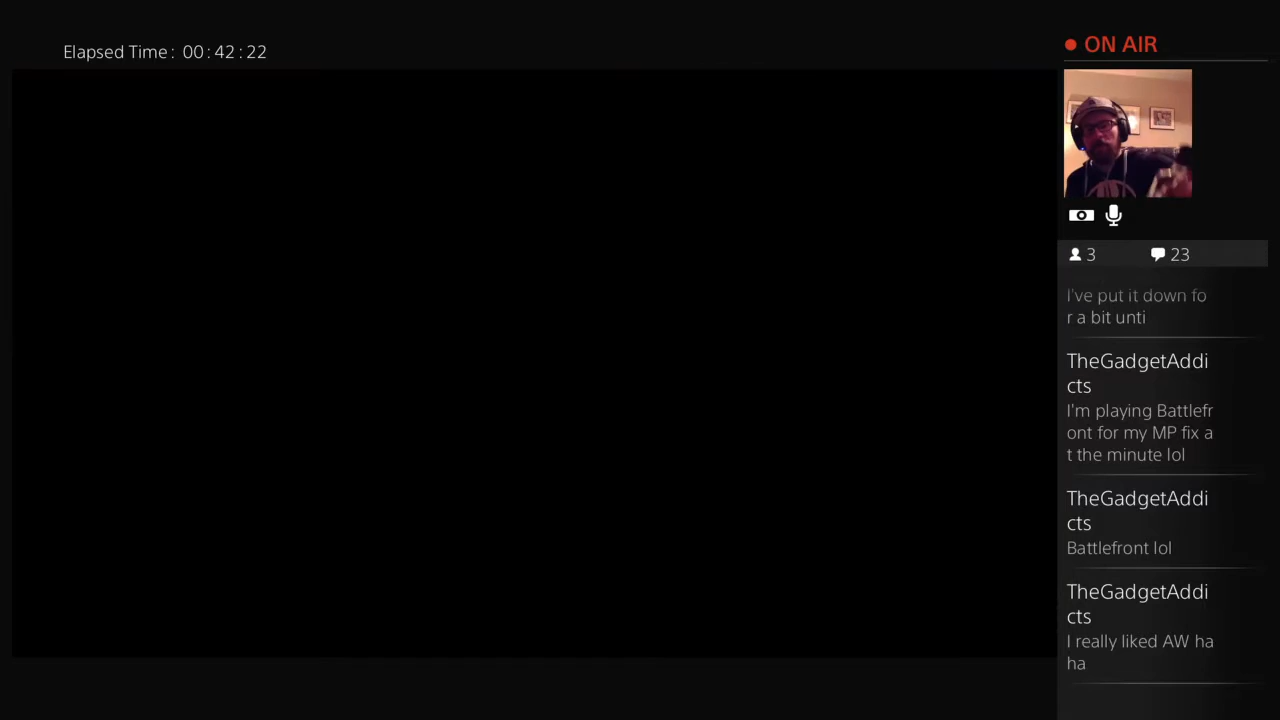 Elapsed Time: 00:42:22
ON AIR
3 23
I've put it down fo
r a bit unti
TheGadgetAddi
cts
I'm playing Battlefr
ont for my MP fix a
t the minute lol
TheGadgetAddi
cts
Battlefront lol
TheGadgetAddi
cts
I really liked AW ha
ha